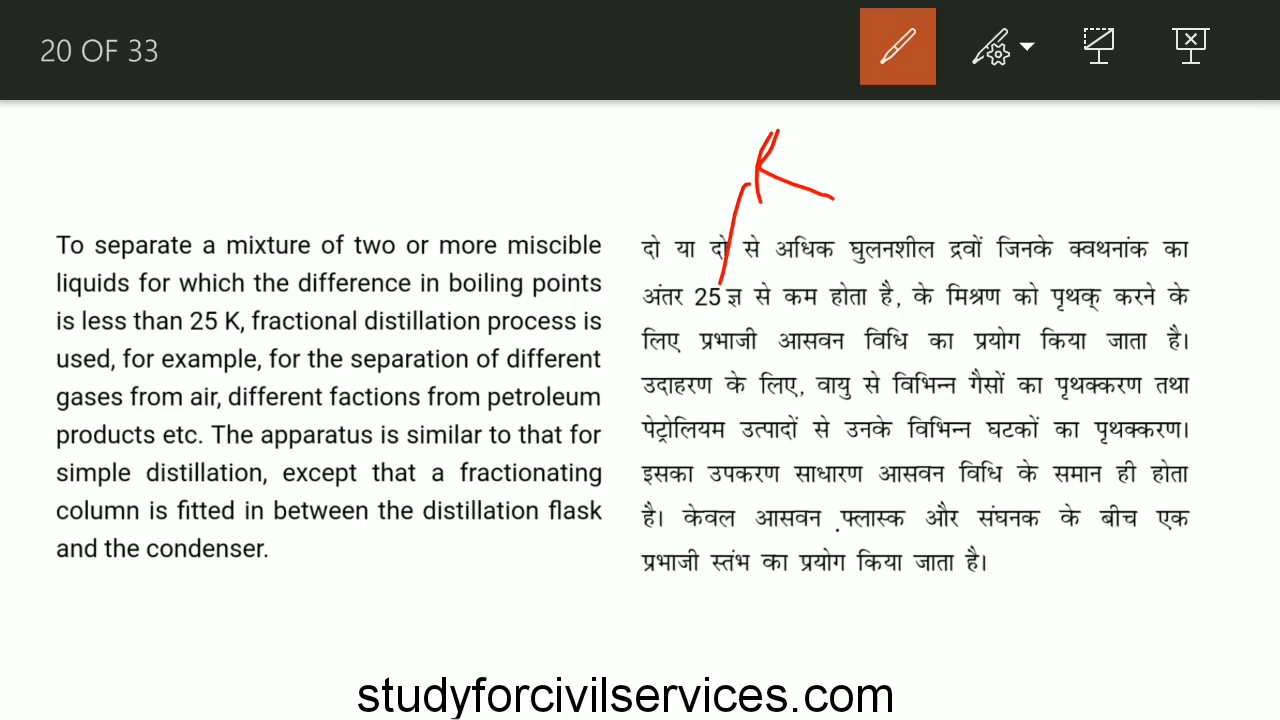 20 OF 33
K
To separate a mixture of two or more miscible
liquids for which the difference in boiling points
is less than 25 K, fractional distillation process is
used, for example, for the separation of different
gases from air, different factions from petroleum
products etc. The apparatus is similar to that for
simple distillation, except that a fractionating
column is fitted in between the distillation flask
and the condenser.
दो या दो से अधिक घुलनशील द्रवों जिनके क्वथनांक का
अंतर 25 ज्ञ से कम होता है, के मिश्रण को पृथक् करने के
लिए प्रभाजी आसवन विधि का प्रयोग किया जाता है।
उदाहरण के लिए, वायु से विभिन्न गैसों का पृथक्करण तथा
पेट्रोलियम उत्पादों से उनके विभिन्न घटकों का पृथक्करण।
इसका उपकरण साधारण आसवन विधि के समान ही होता
है। केवल आसवन फ्लास्क और संघनक के बीच एक
प्रभाजी स्तंभ का प्रयोग किया जाता है।
studyforcivilservices.com